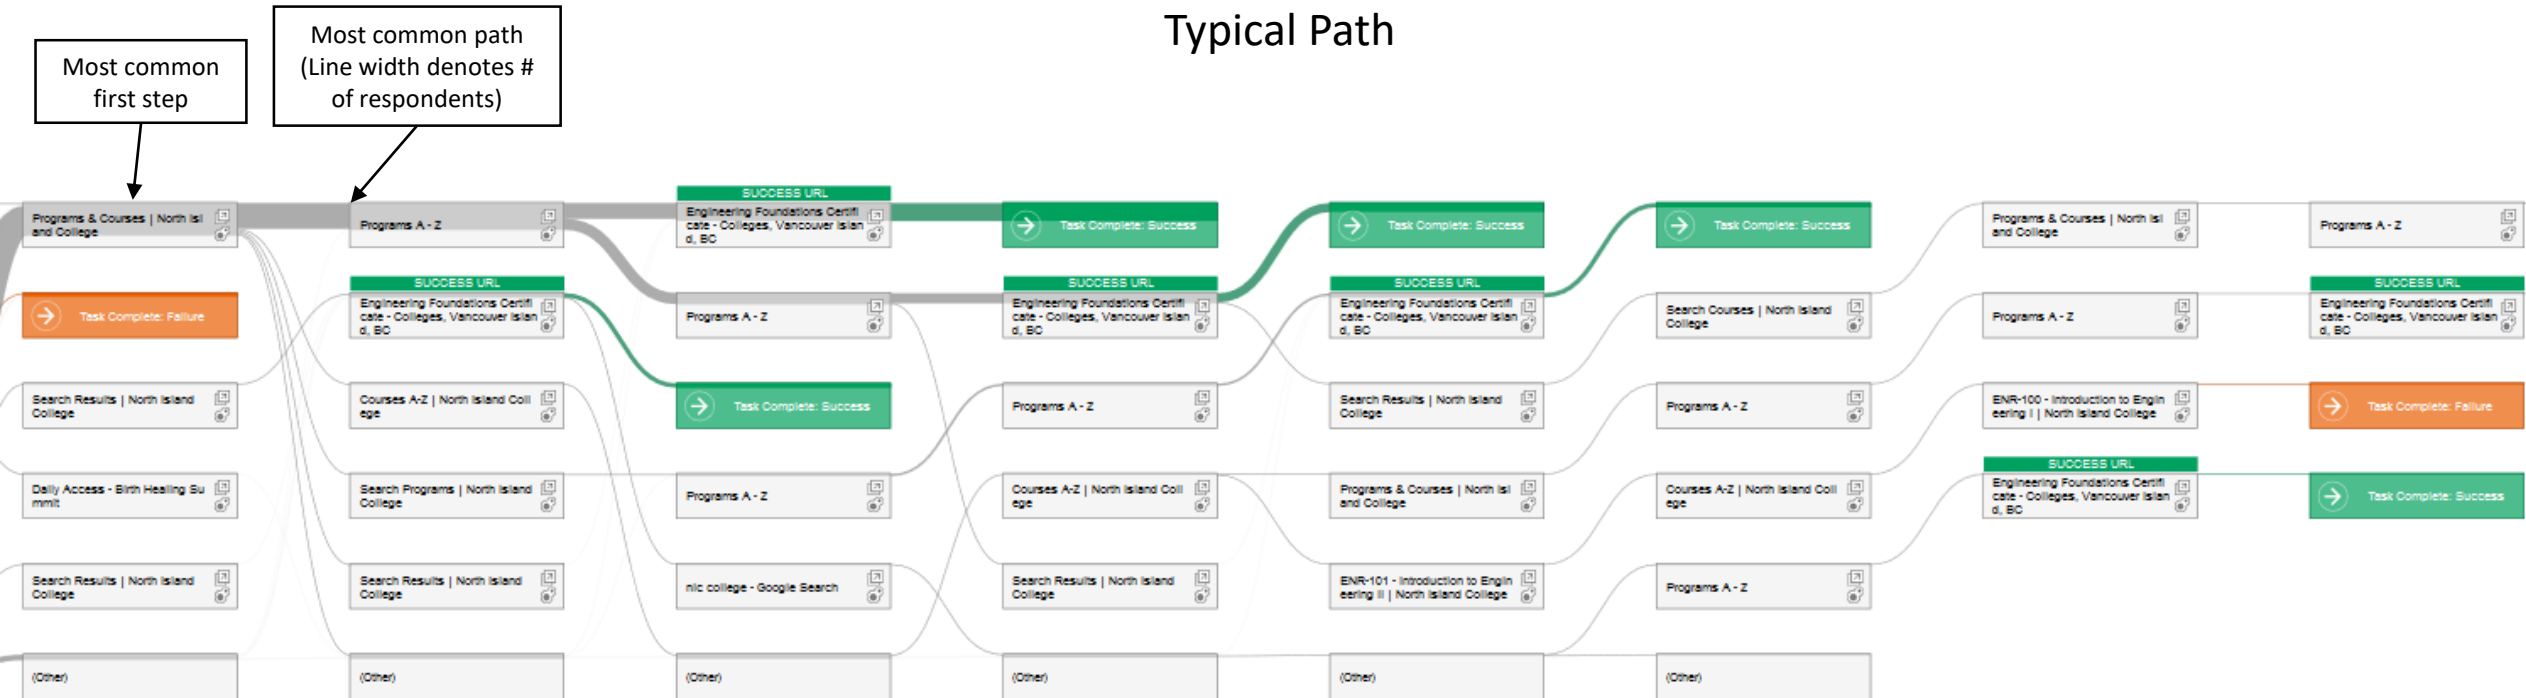 Typical Path
Most common
first step
Most common path
(Line width denotes #
of respondents)
Programs & Courses | North Isl
and College
Task Complete: Failure
Search Results | North Island
College
Daily Access - Birth Healing Su
mmit
Search Results | North Island
College
(Other)
Programs A - Z
SUCCESS URL
Engineering Foundations Certifi
cate - Colleges, Vancouver Islan
d, BC
Courses A-Z | North Island Coll
ege
Search Programs | North Island
College
Search Results | North Island
College
(Other)
SUCCESS URL
Engineering Foundations Certifi
cate - Colleges, Vancouver Islan
d, BC
Programs A - Z
Task Complete: Success
Programs A - Z
nic college - Google Search
(Other)
Task Complete: Success
SUCCESS URL
Engineering Foundations Certifi
cate - Colleges, Vancouver Islan
d, BC
Programs A - Z
Courses A-Z | North Island Coll
ege
Search Results | North Island
College
(Other)
Task Complete: Success
SUCCESS URL
Engineering Foundations Certifi
cate - Colleges, Vancouver Islan
d, BC
Search Results | North Island
College
Programs & Courses | North Isl
and College
ENR-101 - Introduction to Engin
eering II | North Island College
(Other)
Task Complete: Success
Search Courses | North Island
College
Programs A - Z
Courses A-Z | North Island Coll
ege
Programs A - Z
(Other)
Programs & Courses | North Isl
and College
Programs A - Z
ENR-100 - Introduction to Engin
eering I | North Island College
SUCCESS URL
Engineering Foundations Certifi
cate - Colleges, Vancouver Islan
d, BC
Programs A - Z
SUCCESS URL
Engineering Foundations Certifi
cate - Colleges, Vancouver Islan
d, BC
Task Complete: Failure
Task Complete: Success